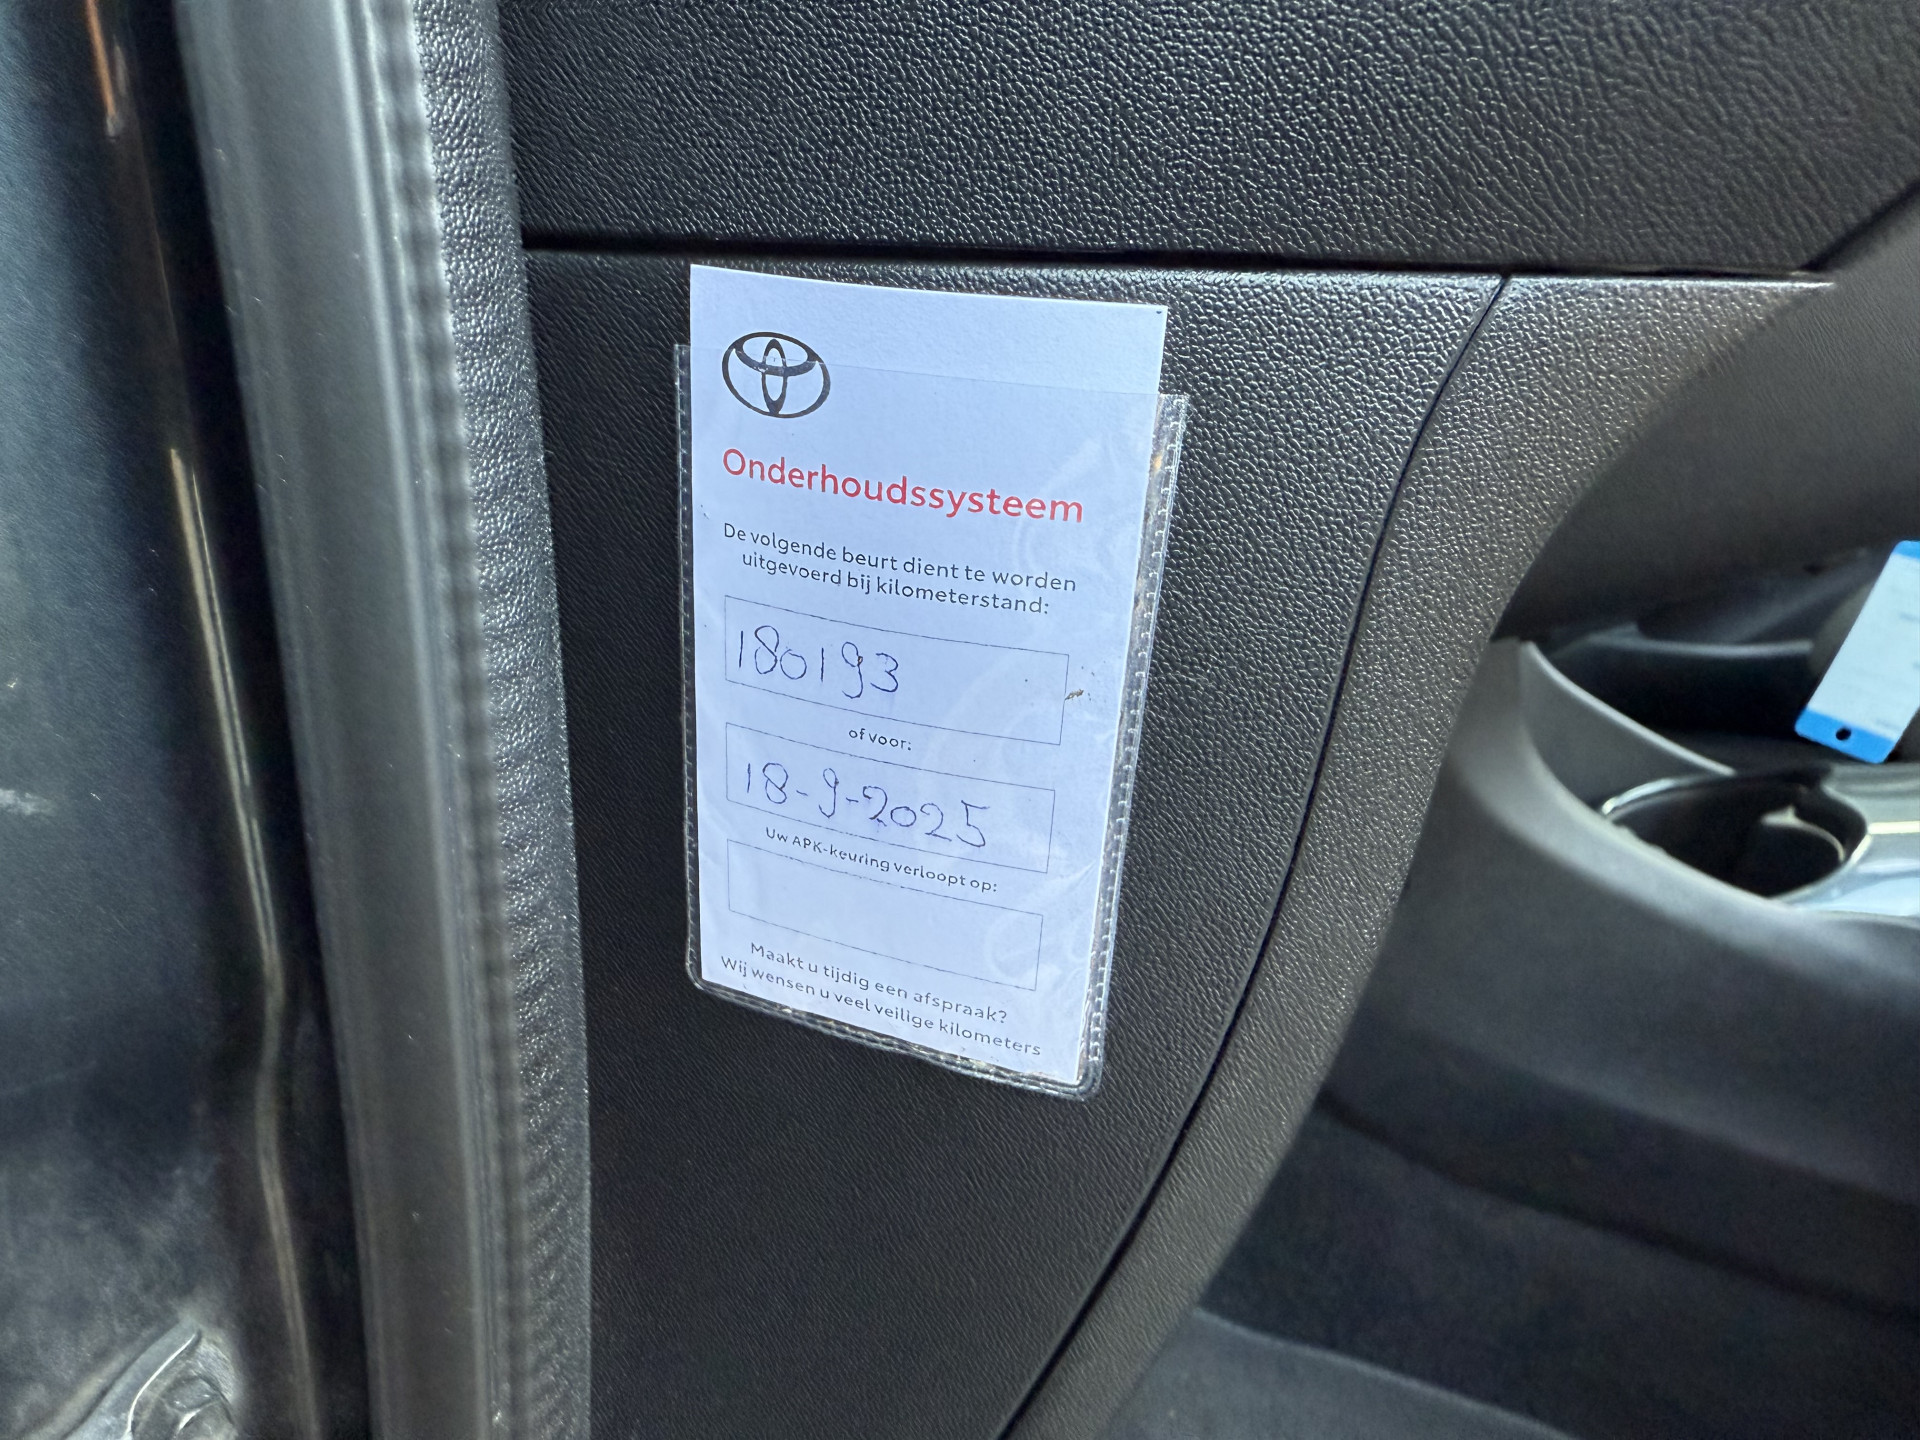 Onderhoudssysteem
De volgende beurt dient te worden
uitgevoerd bij kilometerstand:
180193
of voor:
18-9-2025
Uw APK-keuring verloopt op:
Maakt u tijdig een afspraak?
Wij wensen u veel veilige kilometers